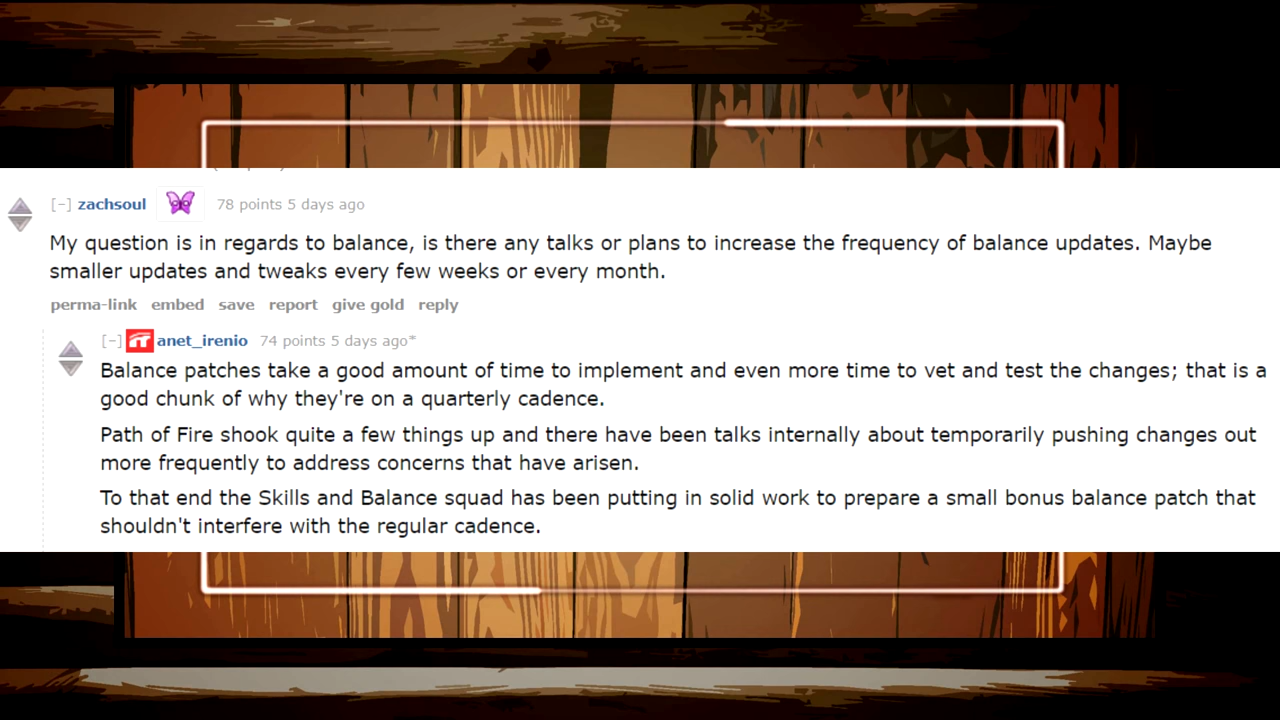 [−] zachsoul 78 points 5 days ago
My question is in regards to balance, is there any talks or plans to increase the frequency of balance updates. Maybe
smaller updates and tweaks every few weeks or every month.
perma-link embed save report give gold reply
[−] anet_irenio 74 points 5 days ago*
Balance patches take a good amount of time to implement and even more time to vet and test the changes; that is a
good chunk of why they're on a quarterly cadence.
Path of Fire shook quite a few things up and there have been talks internally about temporarily pushing changes out
more frequently to address concerns that have arisen.
To that end the Skills and Balance squad has been putting in solid work to prepare a small bonus balance patch that
shouldn't interfere with the regular cadence.